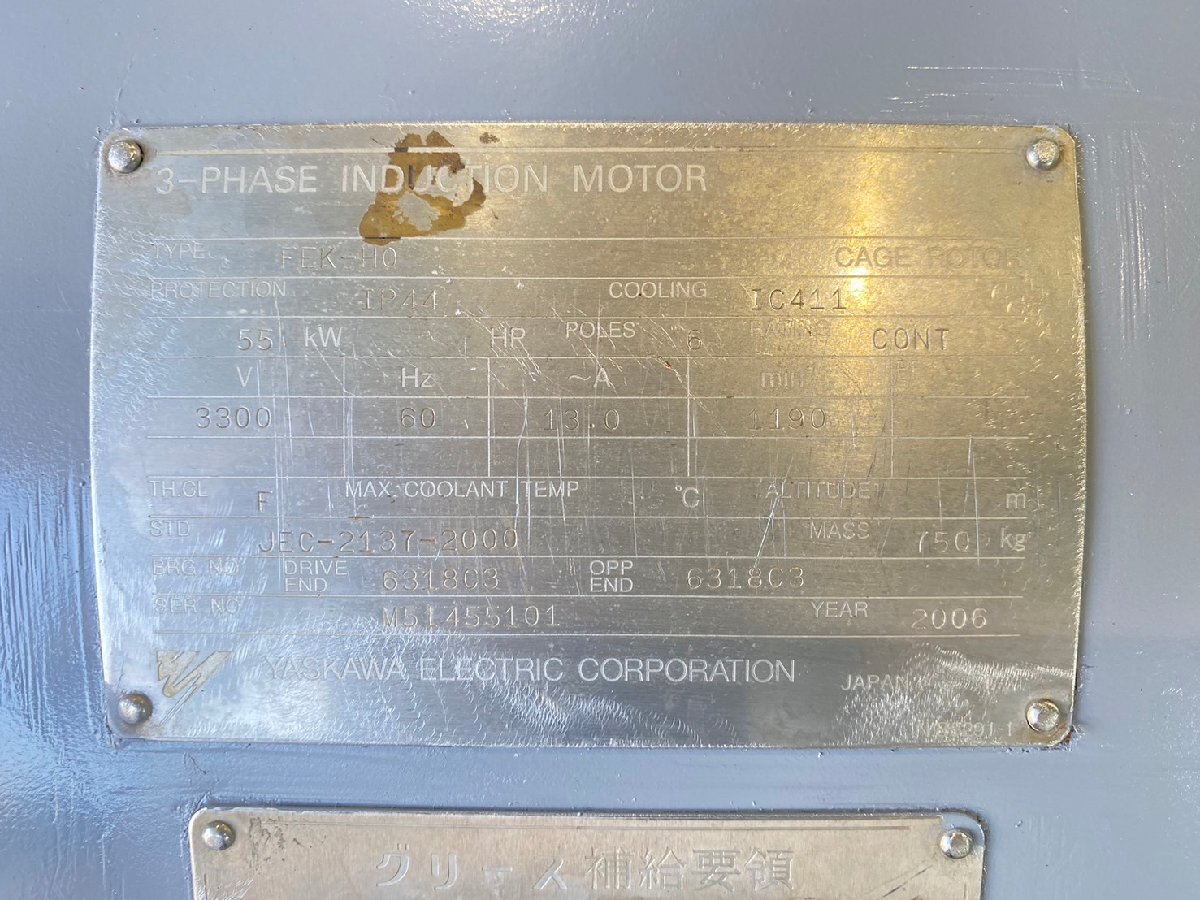 3-PHASE INDUCTION MOTOR
TYPE FEK-HO CAGE ROTOR
PROTECTION IP44 COOLING IC411
55 kW HP POLES 6 RATING CONT
V Hz ~A min⁻¹
3300 60 13.0 1190
TH.CL F MAX. COOLANT TEMP °C ALTITUDE m
STD JEC-2137-2000 MASS 750 kg
BRG. NO DRIVE END 6318C3 OPP END 6318C3
SER. NO M51455101 YEAR 2006
YASKAWA ELECTRIC CORPORATION JAPAN
グリース補給要領